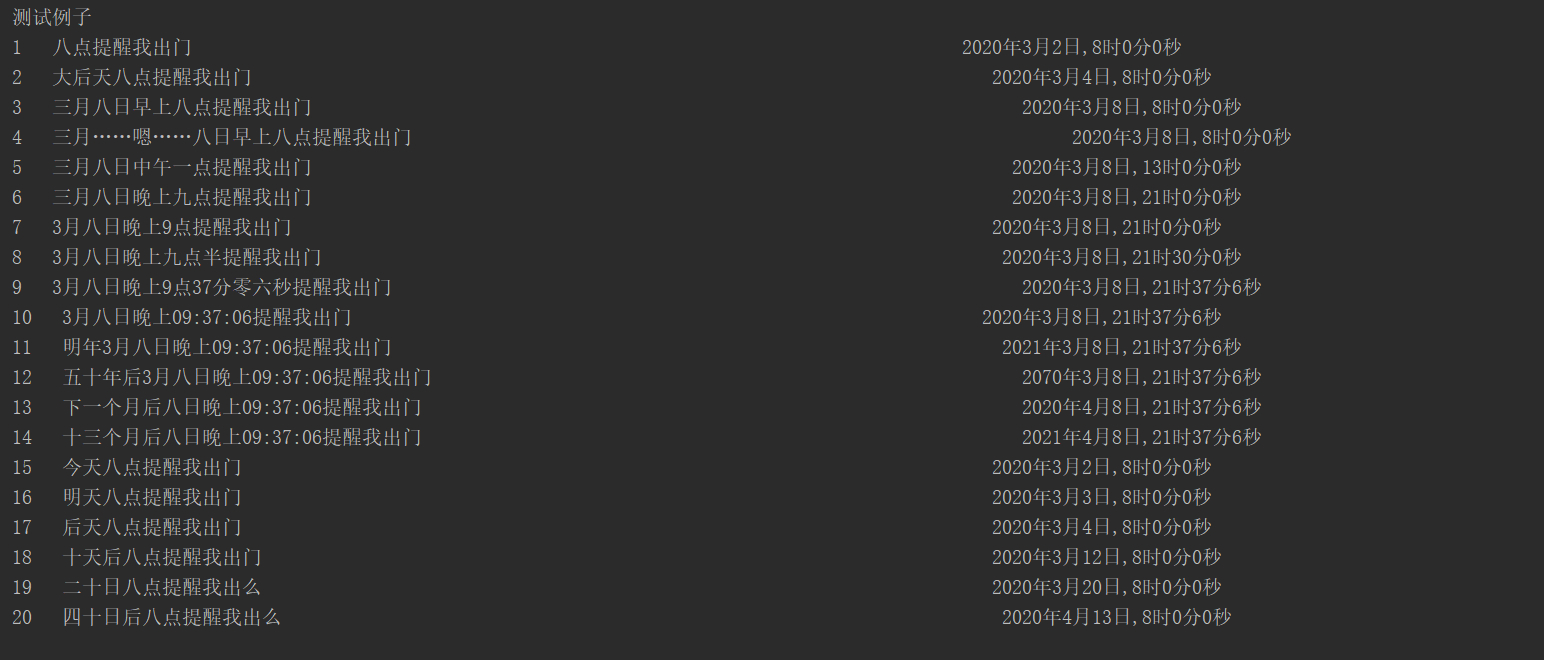 测试例子
1 八点提醒我出门 2020年3月2日,8时0分0秒
2 大后天八点提醒我出门 2020年3月4日,8时0分0秒
3 三月八日早上八点提醒我出门 2020年3月8日,8时0分0秒
4 三月……嗯……八日早上八点提醒我出门 2020年3月8日,8时0分0秒
5 三月八日中午一点提醒我出门 2020年3月8日,13时0分0秒
6 三月八日晚上九点提醒我出门 2020年3月8日,21时0分0秒
7 3月八日晚上9点提醒我出门 2020年3月8日,21时0分0秒
8 3月八日晚上九点半提醒我出门 2020年3月8日,21时30分0秒
9 3月八日晚上9点37分零六秒提醒我出门 2020年3月8日,21时37分6秒
10 3月八日晚上09:37:06提醒我出门 2020年3月8日,21时37分6秒
11 明年3月八日晚上09:37:06提醒我出门 2021年3月8日,21时37分6秒
12 五十年后3月八日晚上09:37:06提醒我出门 2070年3月8日,21时37分6秒
13 下一个月后八日晚上09:37:06提醒我出门 2020年4月8日,21时37分6秒
14 十三个月后八日晚上09:37:06提醒我出门 2021年4月8日,21时37分6秒
15 今天八点提醒我出门 2020年3月2日,8时0分0秒
16 明天八点提醒我出门 2020年3月3日,8时0分0秒
17 后天八点提醒我出门 2020年3月4日,8时0分0秒
18 十天后八点提醒我出门 2020年3月12日,8时0分0秒
19 二十日八点提醒我出么 2020年3月20日,8时0分0秒
20 四十日后八点提醒我出么 2020年4月13日,8时0分0秒